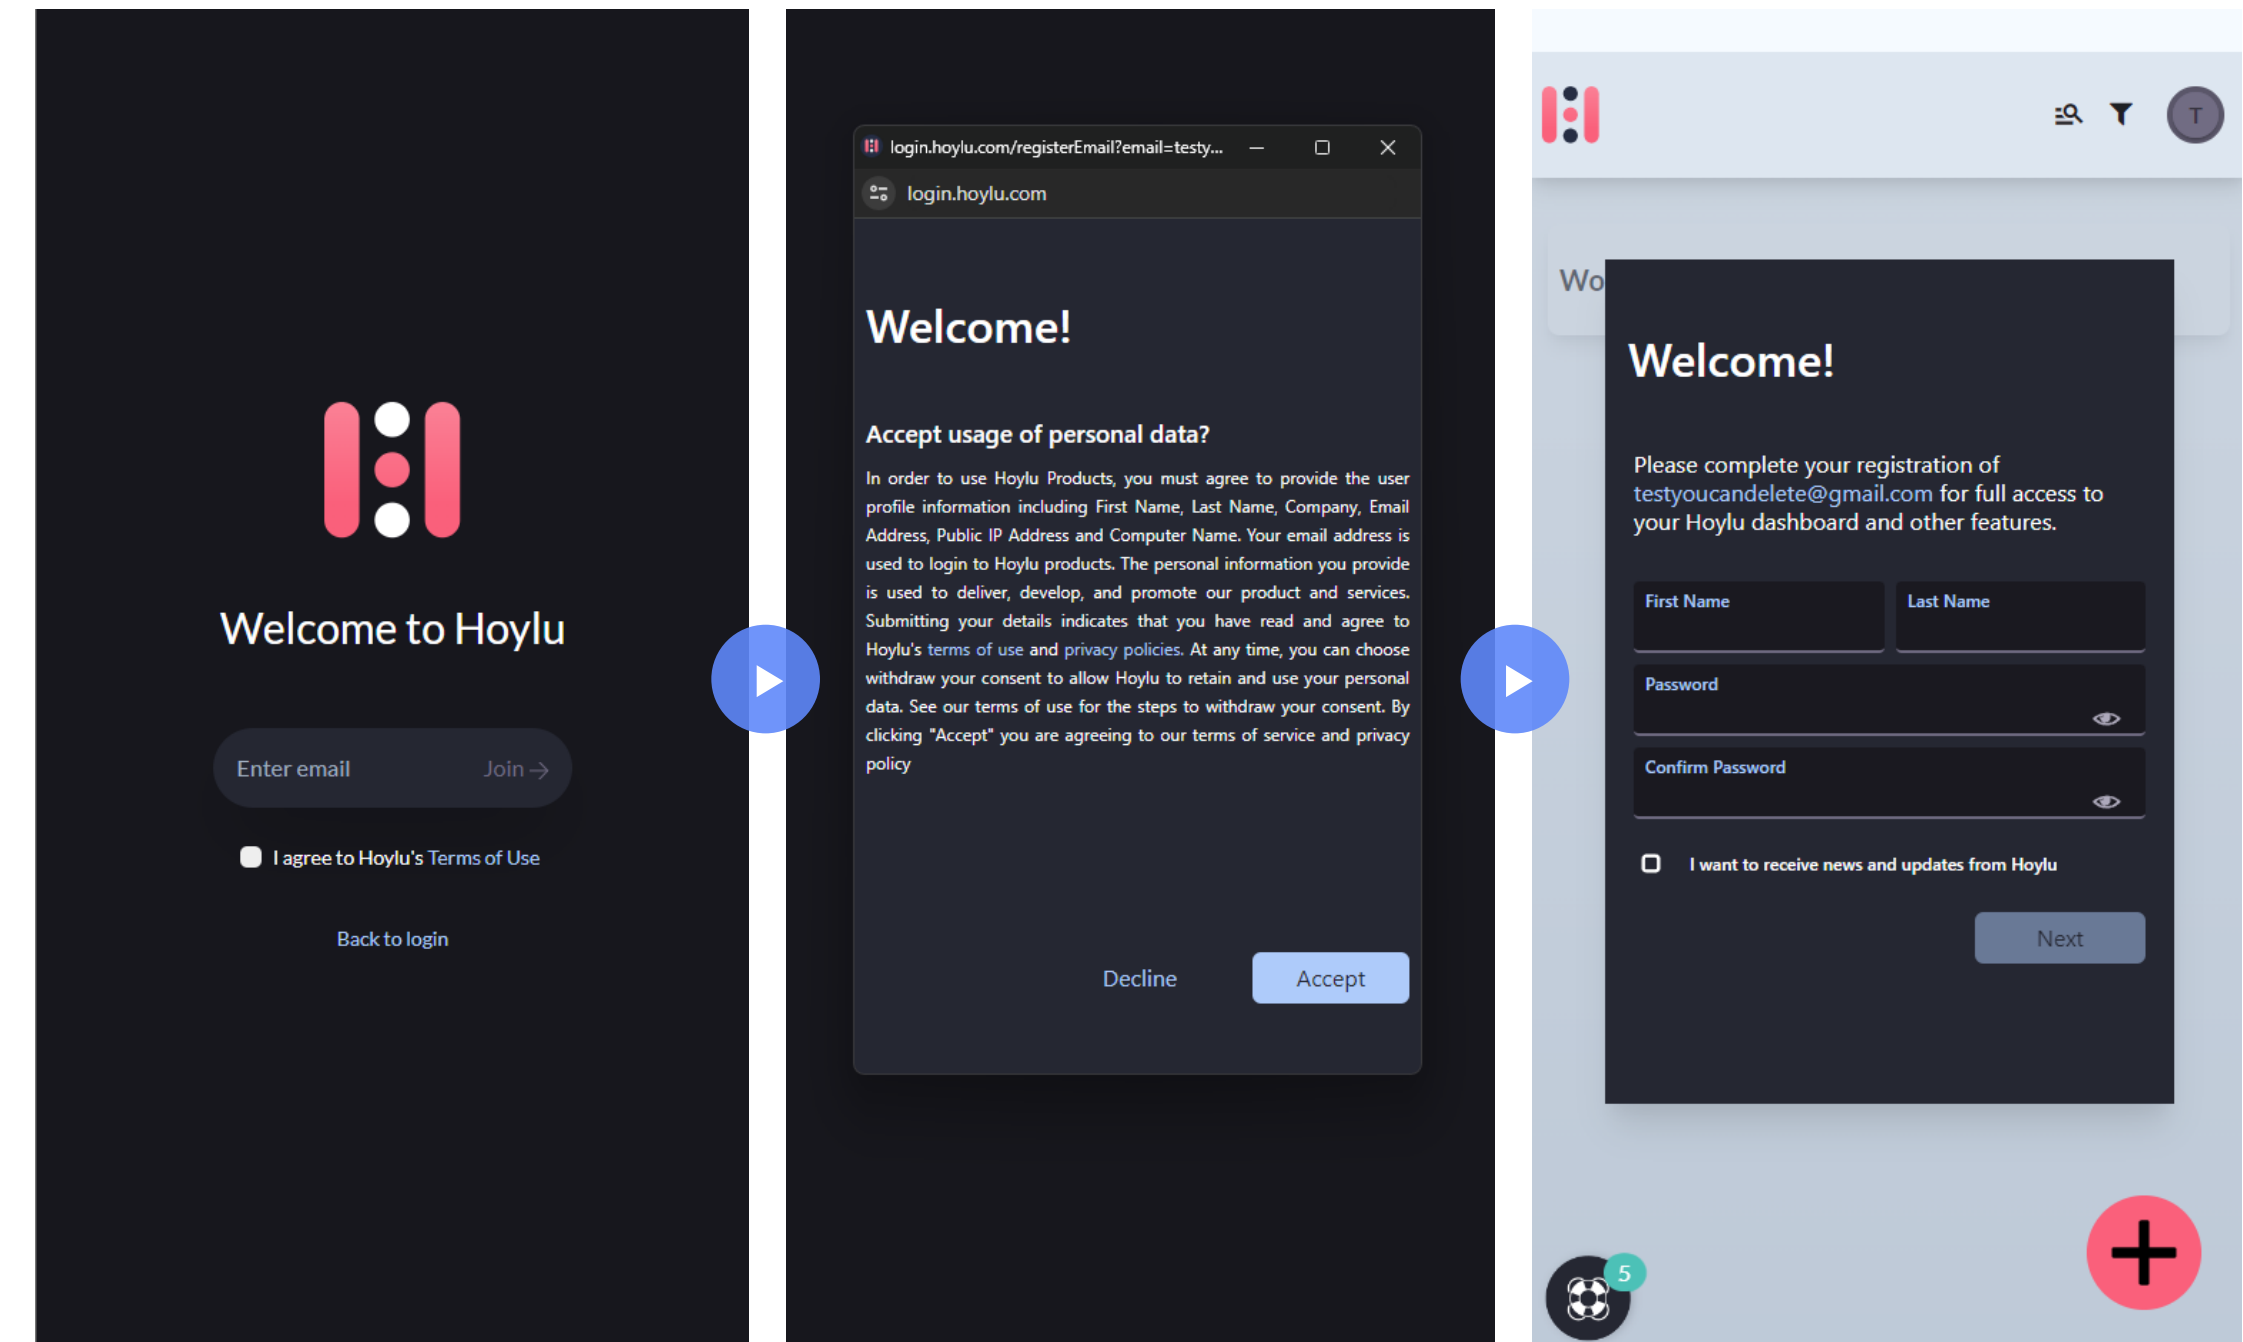 Welcome to Hoylu
Enter email
Join
I agree to Hoylu's Terms of Use
Back to login
login.hoylu.com/registerEmail?email=testy...
login.hoylu.com
Welcome!
Accept usage of personal data?
In order to use Hoylu Products, you must agree to provide the user
profile information including First Name, Last Name, Company, Email
Address, Public IP Address and Computer Name. Your email address is
used to login to Hoylu products. The personal information you provide
is used to deliver, develop, and promote our product and services.
Submitting your details indicates that you have read and agree to
Hoylu's terms of use and privacy policies. At any time, you can choose
withdraw your consent to allow Hoylu to retain and use your personal
data. See our terms of use for the steps to withdraw your consent. By
clicking "Accept" you are agreeing to our terms of service and privacy
policy
Decline
Accept
T
Wo
Welcome!
Please complete your registration of
testyoucandelete@gmail.com for full access to
your Hoylu dashboard and other features.
First Name
Last Name
Password
Confirm Password
I want to receive news and updates from Hoylu
Next
5